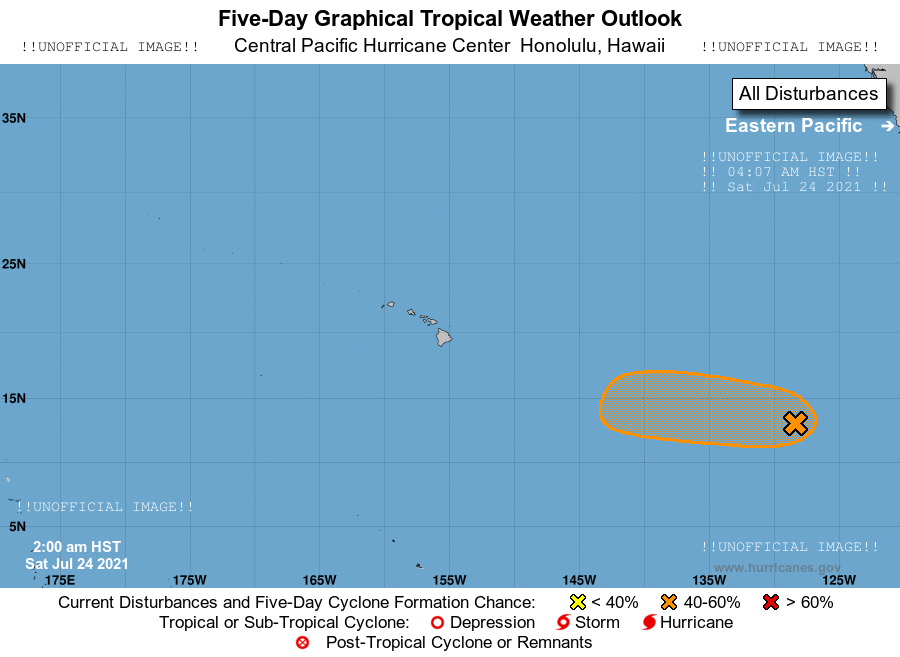 Five-Day Graphical Tropical Weather Outlook
!!UNOFFICIAL IMAGE!! Central Pacific Hurricane Center Honolulu, Hawaii !!UNOFFICIAL IMAGE!!
All Disturbances
35N
Eastern Pacific →
!!UNOFFICIAL IMAGE!!
!! 04:07 AM HST !!
!! Sat Jul 24 2021 !!
25N
15N
!!UNOFFICIAL IMAGE!!
5N
2:00 am HST
Sat Jul 24 2021
!!UNOFFICIAL IMAGE!!
www.hurricanes.gov
175E 175W 165W 155W 145W 135W 125W
Current Disturbances and Five-Day Cyclone Formation Chance: < 40% 40-60% > 60%
Tropical or Sub-Tropical Cyclone: Depression Storm Hurricane
Post-Tropical Cyclone or Remnants